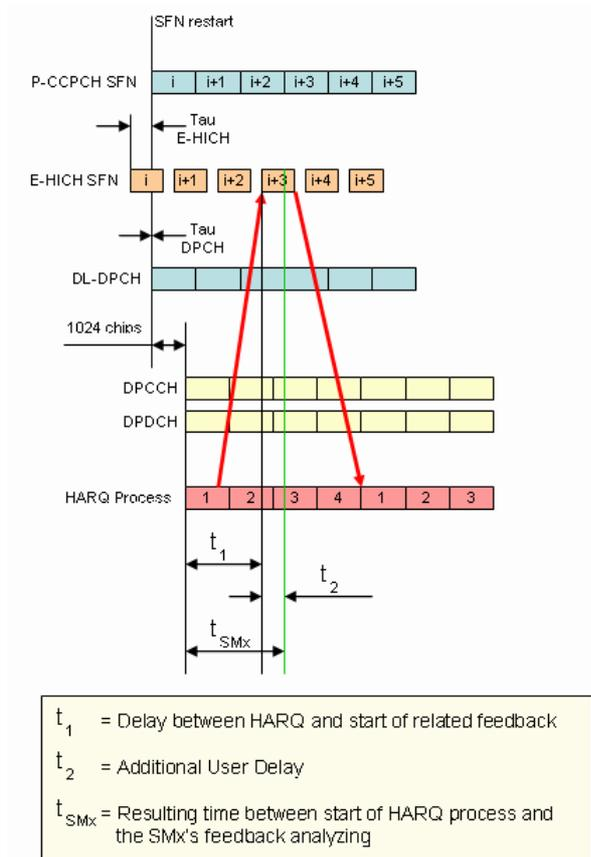 SFN restart
P-CCPCH SFN i i+1 i+2 i+3 i+4 i+5
Tau
E-HICH
E-HICH SFN i i+1 i+2 i+3 i+4 i+5
Tau
DPCH
DL-DPCH
1024 chips
DPCCH
DPDCH
HARQ Process 1 2 3 4 1 2 3
t1
t2
tSMx
t1 = Delay between HARQ and start of related feedback
t2 = Additional User Delay
tSMx = Resulting time between start of HARQ process and
the SMx's feedback analyzing